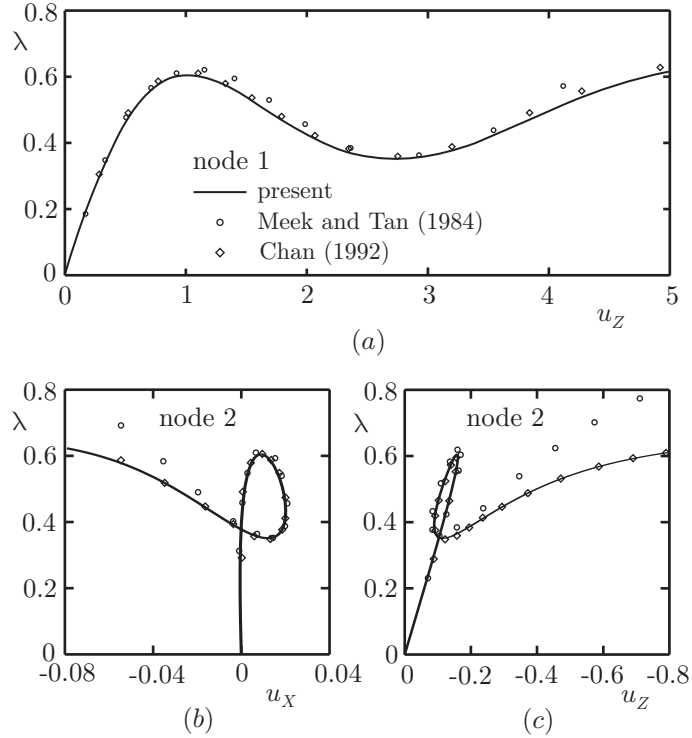 λ
0.8
0.6
0.4
0.2
0
node 1
present
Meek and Tan (1984)
Chan (1992)
0 1 2 3 4 5
u_Z
(a)
λ
0.8
0.6
0.4
0.2
0
node 2
-0.08 -0.04 0 0.04
u_X
(b)
λ
0.8
0.6
0.4
0.2
0
node 2
0 -0.2 -0.4 -0.6 -0.8
u_Z
(c)